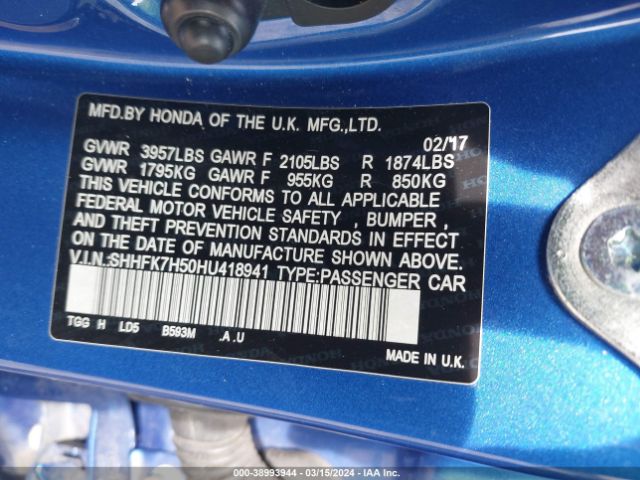 MFD.BY HONDA OF THE U.K. MFG.,LTD.
02/'17
GVWR 3957LBS GAWR F 2105LBS R 1874LBS
GVWR 1795KG GAWR F 955KG R 850KG
THIS VEHICLE CONFORMS TO ALL APPLICABLE
FEDERAL MOTOR VEHICLE SAFETY , BUMPER ,
AND THEFT PREVENTION STANDARDS IN EFFECT
ON THE DATE OF MANUFACTURE SHOWN ABOVE.
V.I.N.:SHHFK7H50HU418941 TYPE:PASSENGER CAR
TGG H LD5 B593M .A .U
MADE IN U.K.
000-38993944 — 03/15/2024 — IAA Inc.